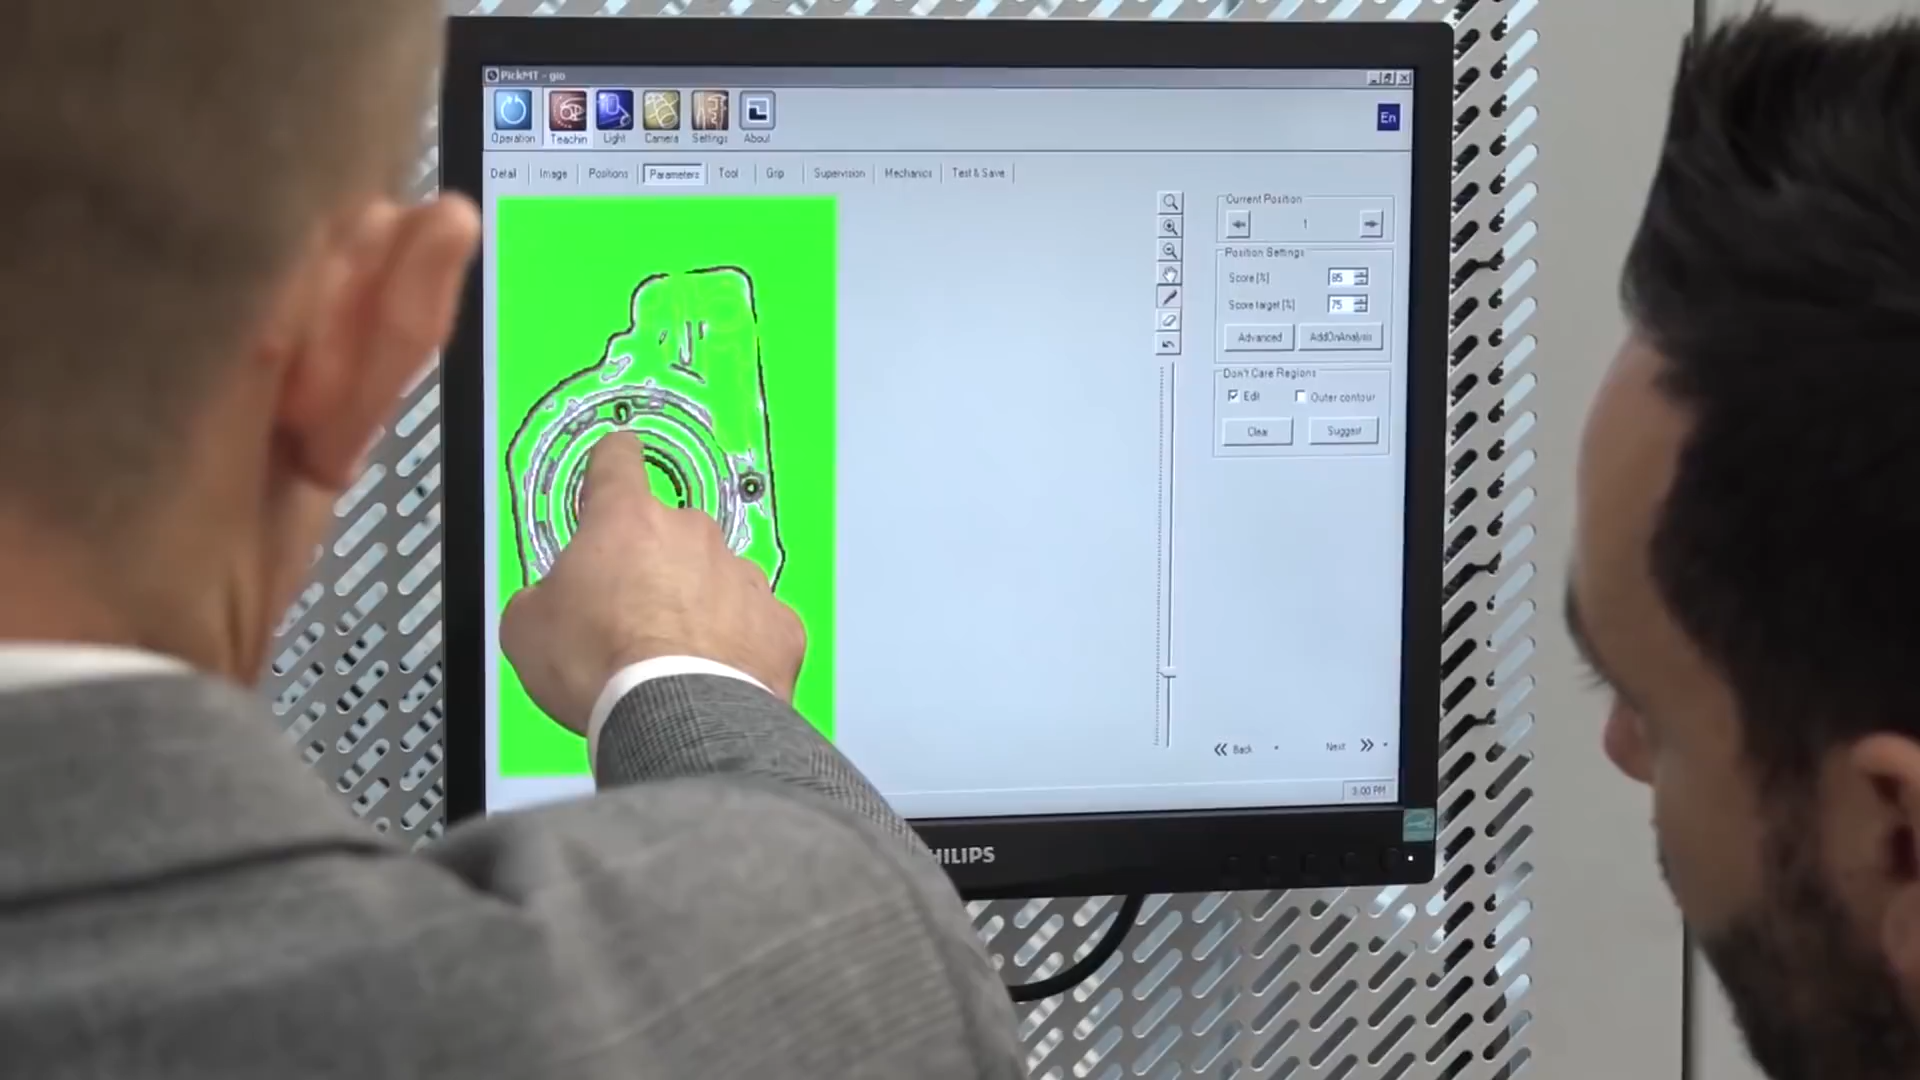 PickMT - gio
Operation Teachin Light Camera Settings About
En
Detail Image Positions Parameters Tool Grip Supervision Mechanics Test & Save
Current Position
1
Position Settings
Score [%] 85
Score target [%] 75
Advanced AddOnAnalysis
Don't Care Regions
Edit Outer contour
Clear Suggest
Back Next
3:00 PM
HILIPS